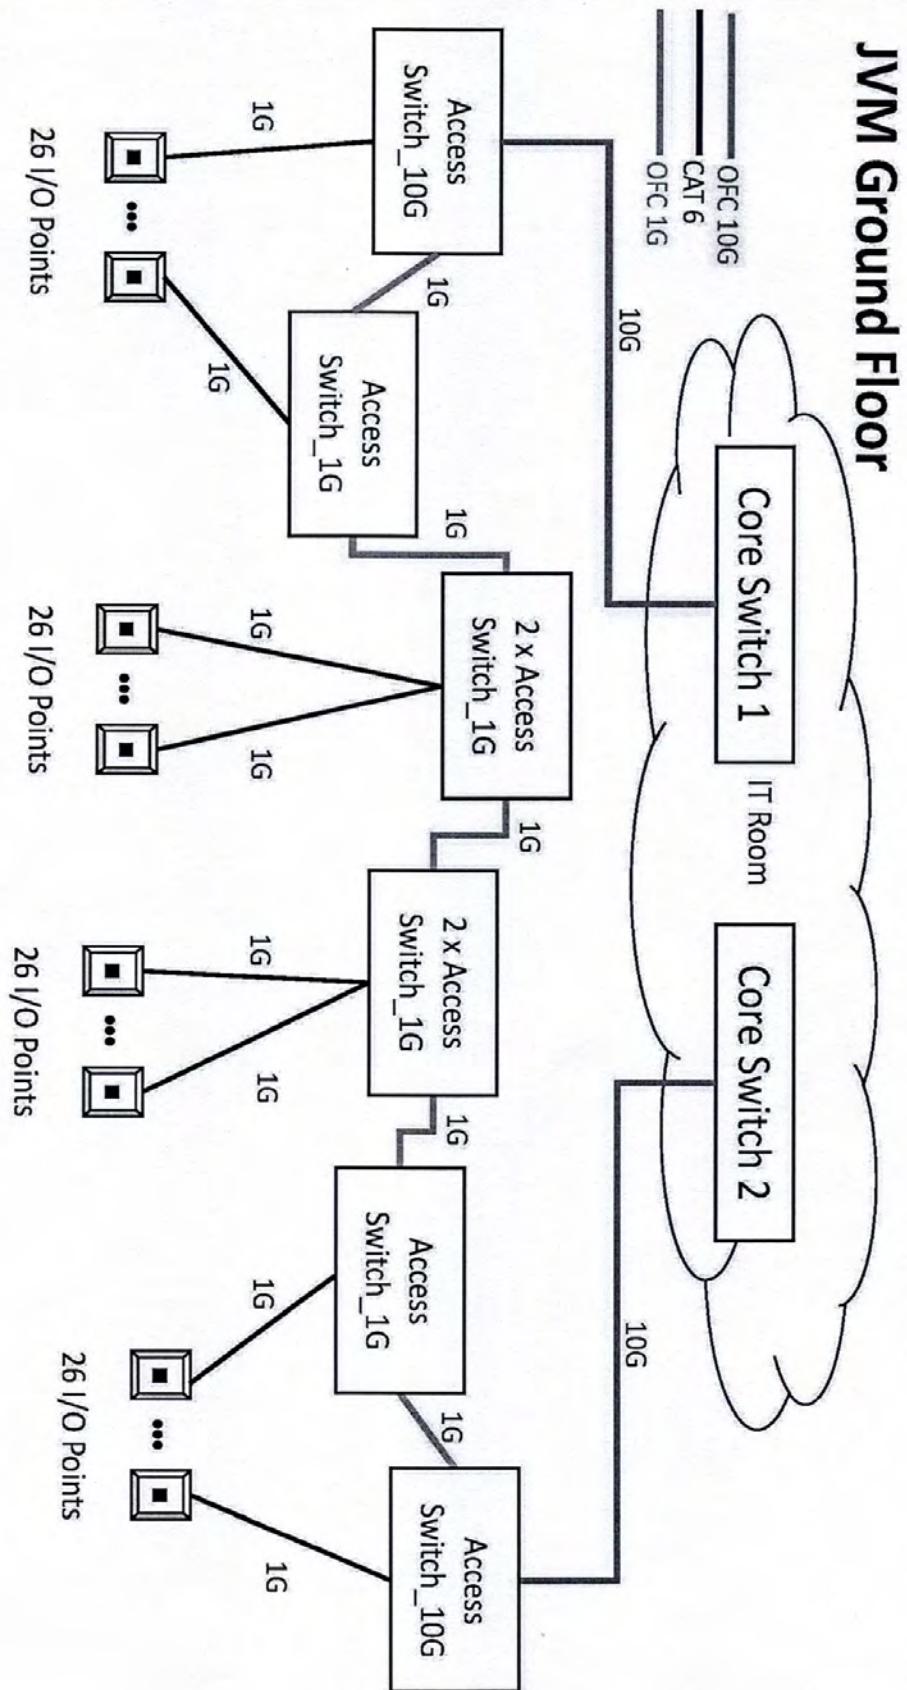 JVM Ground Floor
OFC 10G
CAT 6
OFC 1G
Core Switch 1
IT Room
Core Switch 2
10G
10G
Access
Switch_10G
1G
Access
Switch_1G
1G
2 x Access
Switch_1G
1G
2 x Access
Switch_1G
1G
Access
Switch_1G
1G
Access
Switch_10G
1G
1G
1G
1G
1G
1G
1G
1G
26 I/O Points
26 I/O Points
26 I/O Points
26 I/O Points